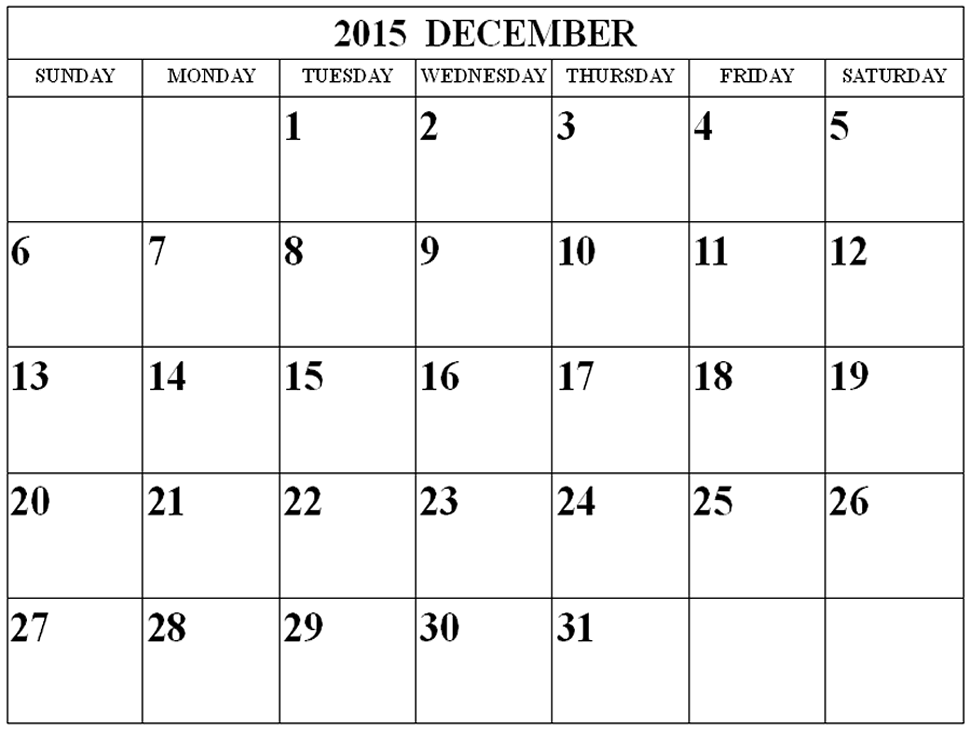 2015 DECEMBER
SUNDAY MONDAY TUESDAY WEDNESDAY THURSDAY FRIDAY SATURDAY
1 2 3 4 5
6 7 8 9 10 11 12
13 14 15 16 17 18 19
20 21 22 23 24 25 26
27 28 29 30 31